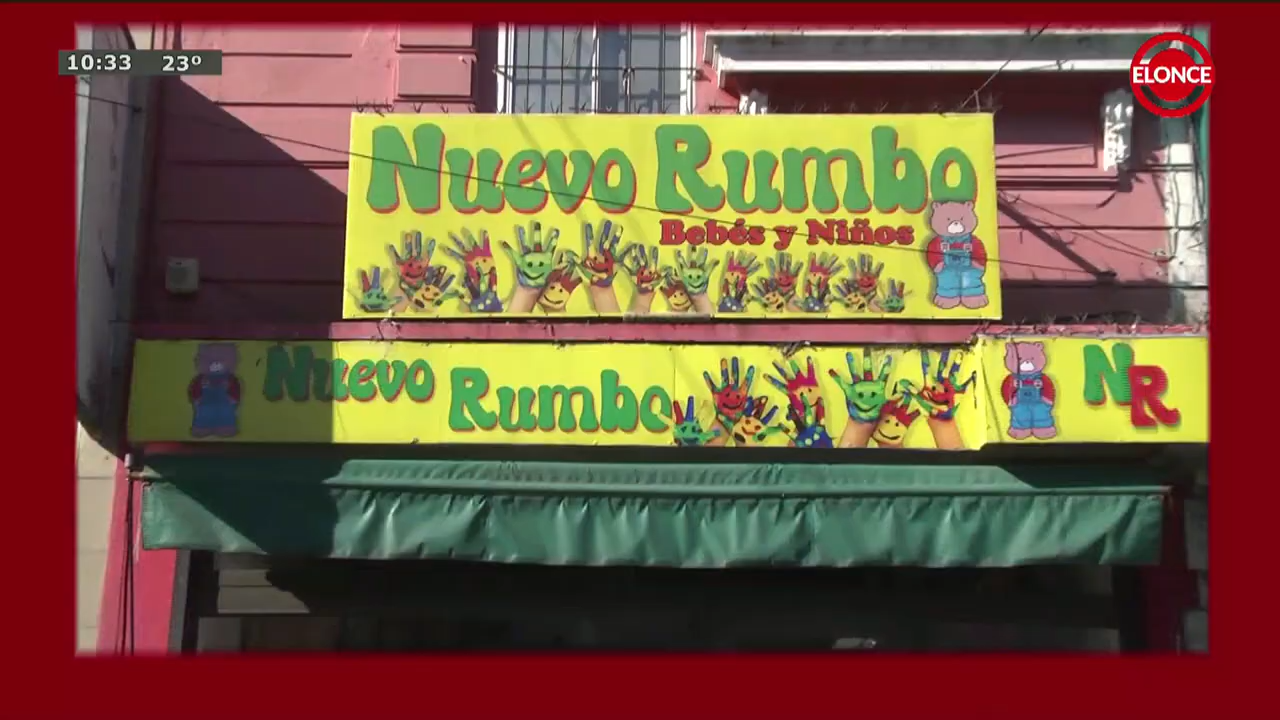 10:33 23º
ELONCE
Nuevo Rumbo
Bebés y Niños
Nuevo Rumbo
NR